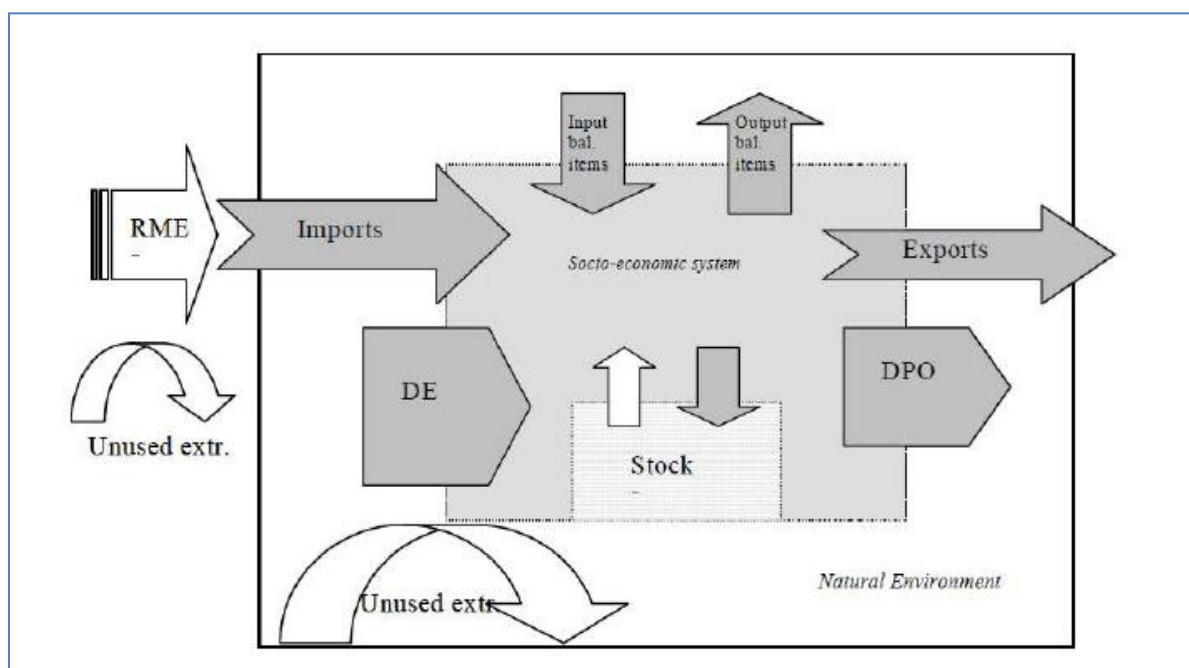 Input
bal.
items
Output
bal.
items
RME
Imports
Socio-economic system
Exports
DE
DPO
Unused extr.
Stock
Natural Environment
Unused extr.